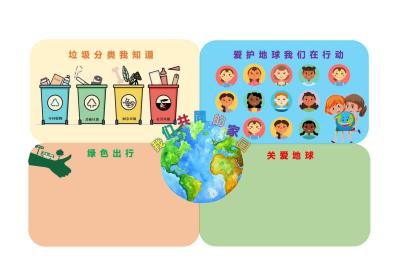 垃圾分类我知道
爱护地球我们在行动
我们共同的家园
绿色出行
关爱地球